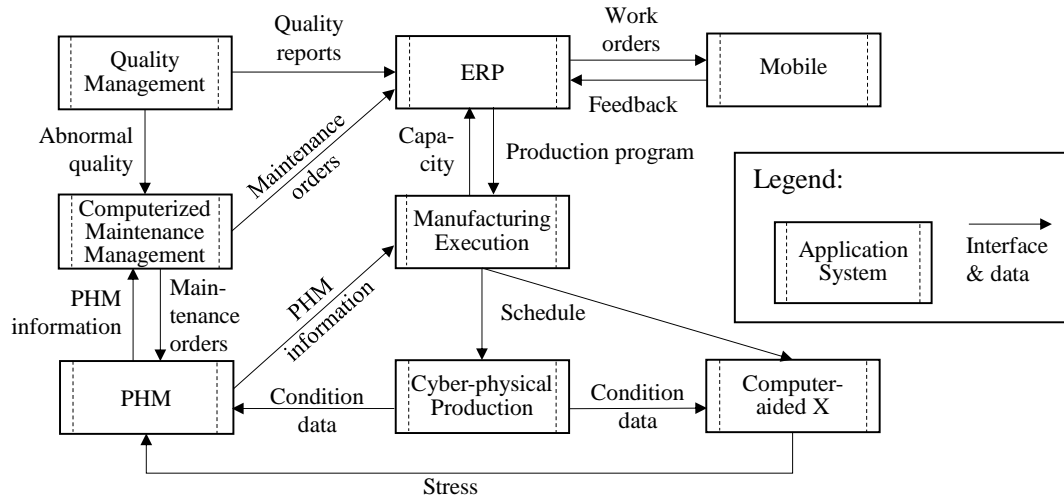 Quality
Management
Quality
reports
ERP
Work
orders
Feedback
Mobile
Abnormal
quality
Maintenance
orders
Capa-
city
Production program
Computerized
Maintenance
Management
Manufacturing
Execution
PHM
information
Main-
tenance
orders
PHM
information
Schedule
PHM
Condition
data
Cyber-physical
Production
Condition
data
Computer-
aided X
Stress
Legend:
Application
System
Interface
& data